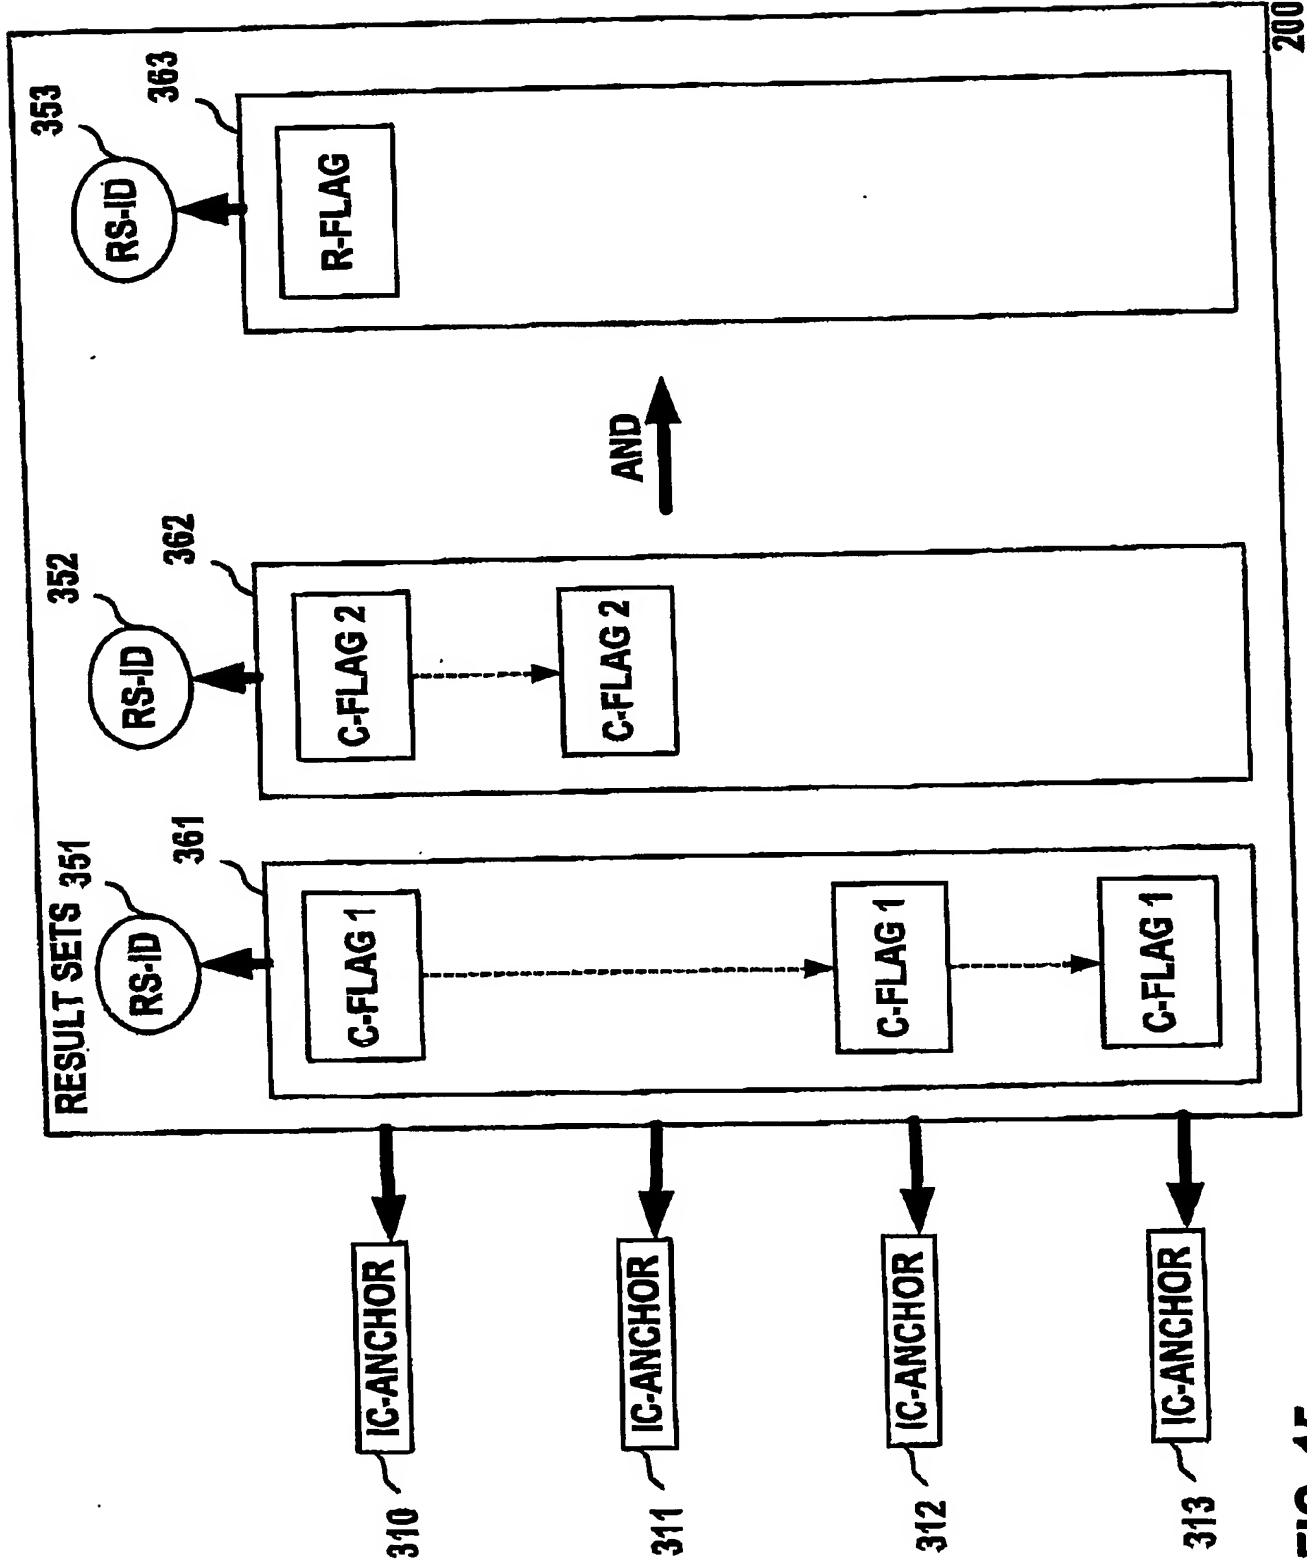 RESULT SETS
351
352
353
RS-ID
RS-ID
RS-ID
361
362
363
310
IC-ANCHOR
C-FLAG 1
C-FLAG 2
R-FLAG
311
IC-ANCHOR
C-FLAG 2
AND
312
IC-ANCHOR
C-FLAG 1
313
IC-ANCHOR
C-FLAG 1
200